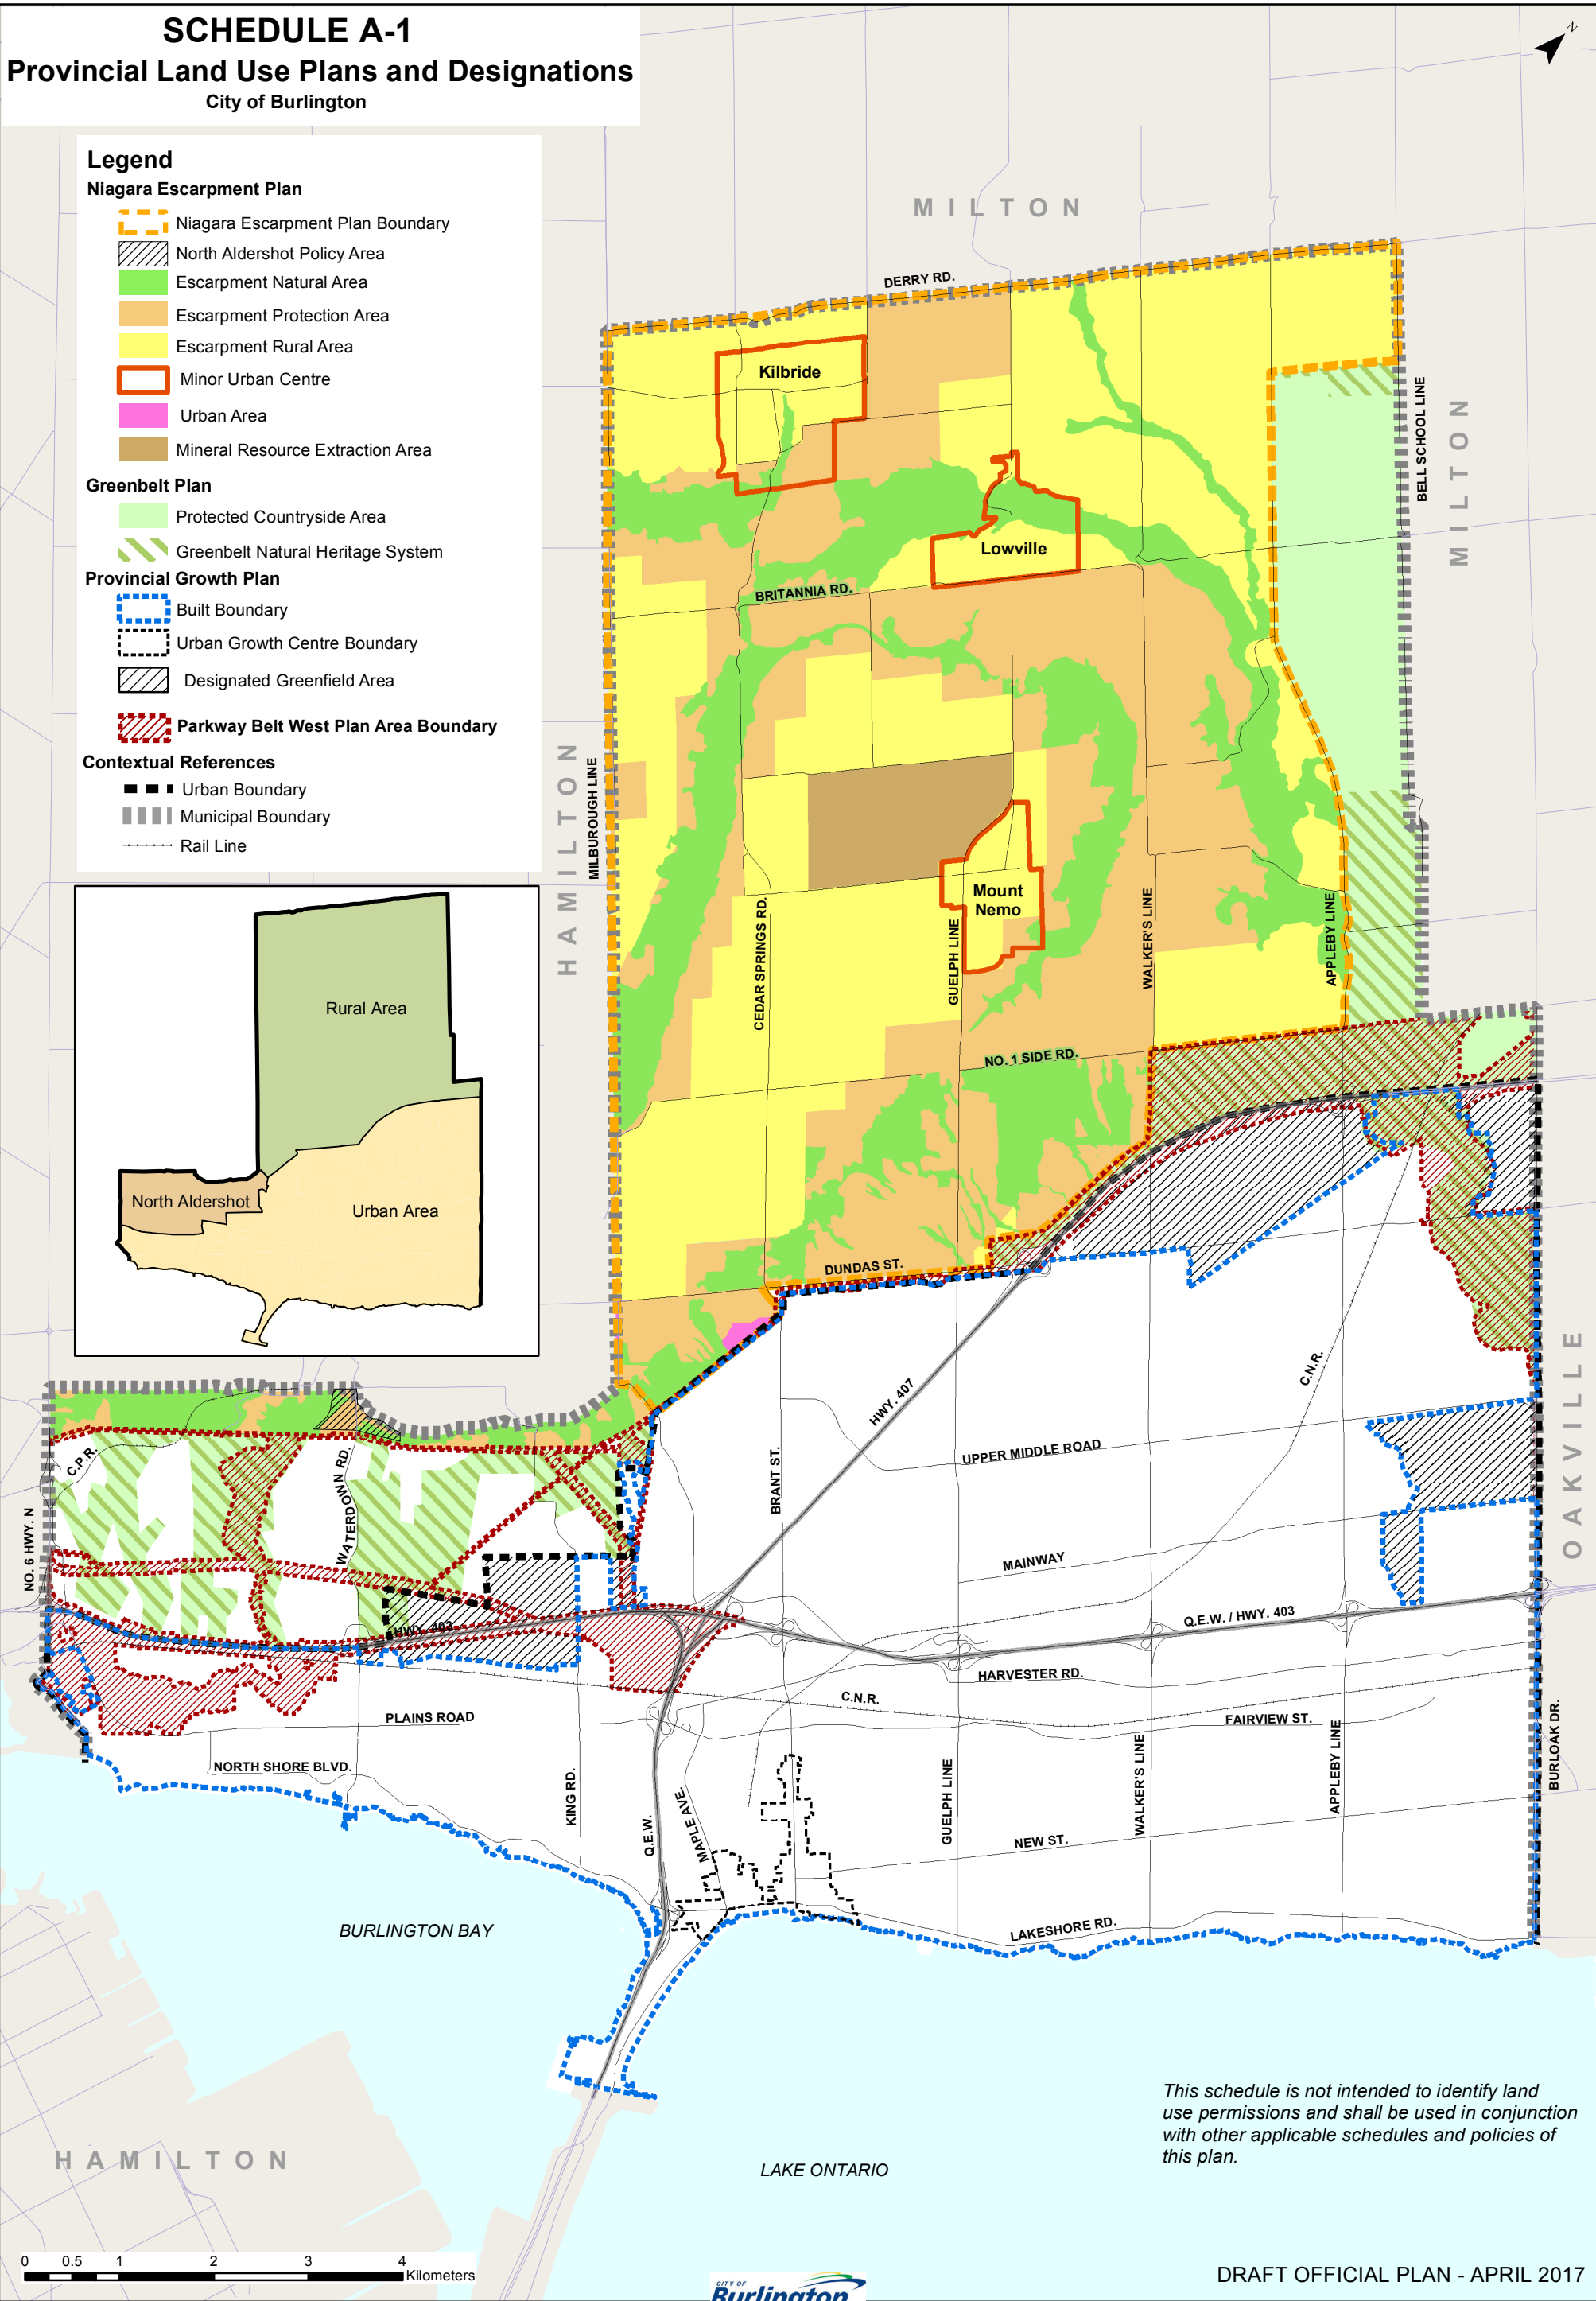 SCHEDULE A-1
Provincial Land Use Plans and Designations
City of Burlington
N
Legend
Niagara Escarpment Plan
Niagara Escarpment Plan Boundary
North Aldershot Policy Area
Escarpment Natural Area
Escarpment Protection Area
Escarpment Rural Area
Minor Urban Centre
Urban Area
Mineral Resource Extraction Area
Greenbelt Plan
Protected Countryside Area
Greenbelt Natural Heritage System
Provincial Growth Plan
Built Boundary
Urban Growth Centre Boundary
Designated Greenfield Area
Parkway Belt West Plan Area Boundary
Contextual References
Urban Boundary
Municipal Boundary
Rail Line
Rural Area
North Aldershot
Urban Area
MILTON
DERRY RD.
Kilbride
Lowville
BRITANNIA RD.
BELL SCHOOL LINE
MILTON
HAMILTON
MILBUROUGH LINE
Mount
Nemo
CEDAR SPRINGS RD.
GUELPH LINE
WALKER'S LINE
APPLEBY LINE
NO. 1 SIDE RD.
DUNDAS ST.
HWY. 407
C.N.R.
OAKVILLE
C.P.R.
WATERDOWN RD.
NO. 6 HWY. N
BRANT ST.
UPPER MIDDLE ROAD
MAINWAY
HWY. 403
Q.E.W. / HWY. 403
HARVESTER RD.
C.N.R.
PLAINS ROAD
FAIRVIEW ST.
NORTH SHORE BLVD.
KING RD.
Q.E.W.
MAPLE AVE.
GUELPH LINE
WALKER'S LINE
APPLEBY LINE
BURLOAK DR.
NEW ST.
LAKESHORE RD.
BURLINGTON BAY
LAKE ONTARIO
HAMILTON
This schedule is not intended to identify land
use permissions and shall be used in conjunction
with other applicable schedules and policies of
this plan.
0 0.5 1 2 3 4
Kilometers
CITY OF
Burlington
DRAFT OFFICIAL PLAN - APRIL 2017